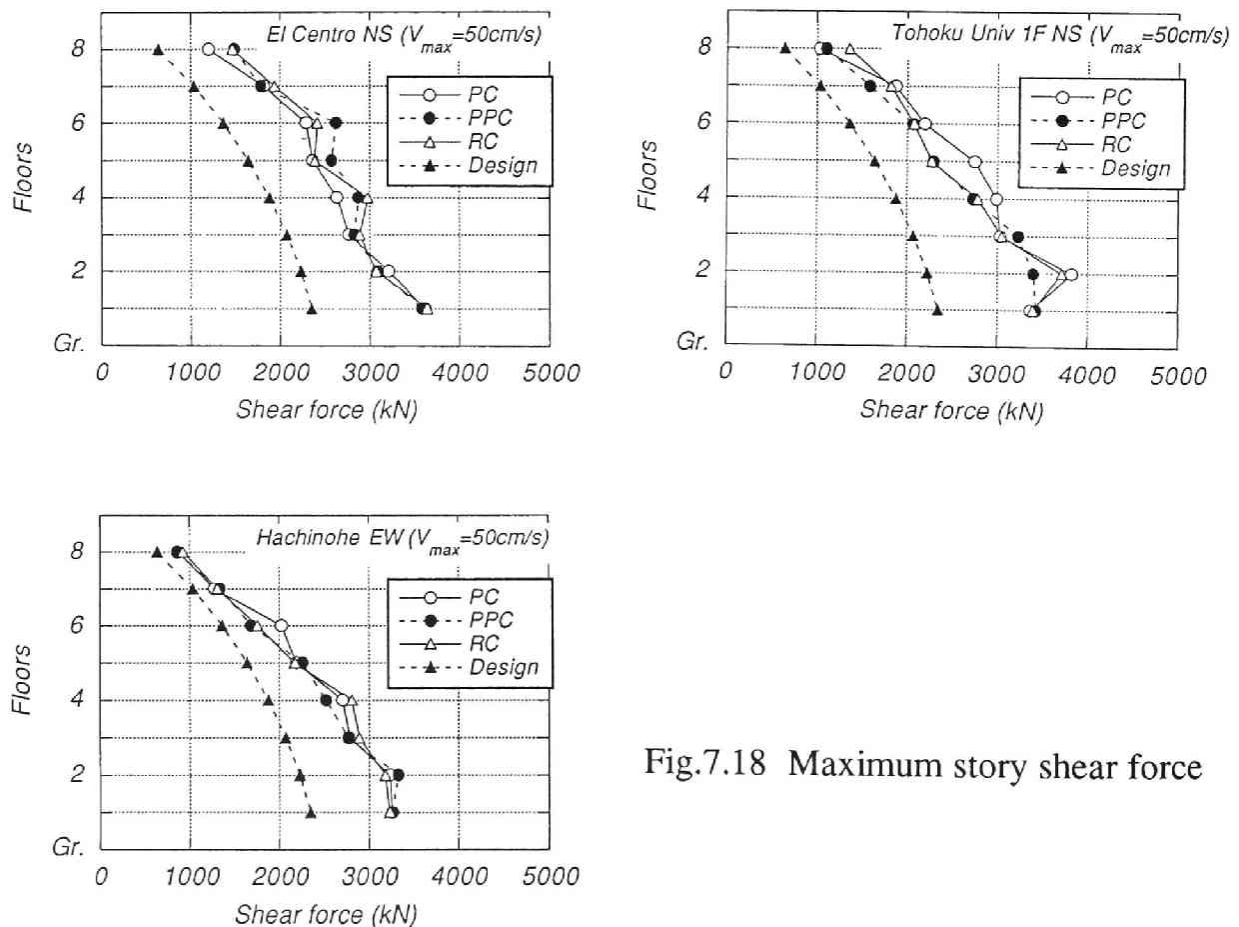 El Centro NS (Vmax=50cm/s)
8
6
4
2
Gr.
Floors
PC
PPC
RC
Design
0 1000 2000 3000 4000 5000
Shear force (kN)
Tohoku Univ 1F NS (Vmax=50cm/s)
8
6
4
2
Gr.
Floors
PC
PPC
RC
Design
0 1000 2000 3000 4000 5000
Shear force (kN)
Hachinohe EW (Vmax=50cm/s)
8
6
4
2
Gr.
Floors
PC
PPC
RC
Design
0 1000 2000 3000 4000 5000
Shear force (kN)
Fig.7.18 Maximum story shear force